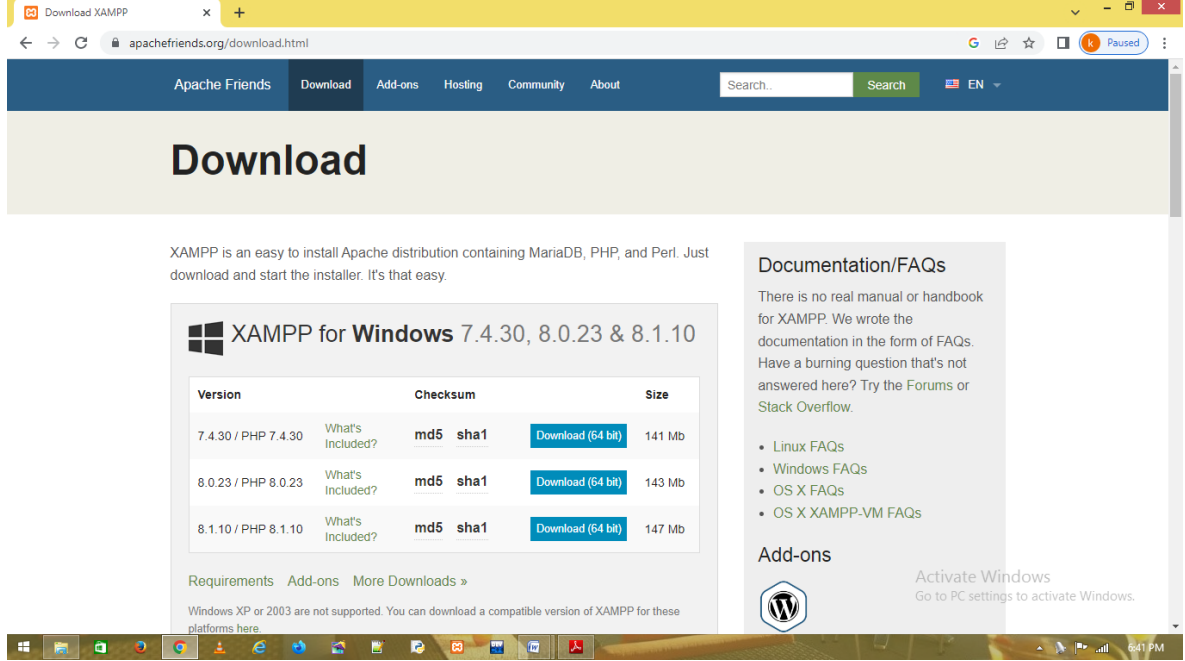 Download XAMPP
apachefriends.org/download.html
G
k Paused
Apache Friends Download Add-ons Hosting Community About Search.. Search EN
Download
XAMPP is an easy to install Apache distribution containing MariaDB, PHP, and Perl. Just
download and start the installer. It's that easy.
XAMPP for Windows 7.4.30, 8.0.23 & 8.1.10
Version Checksum Size
7.4.30 / PHP 7.4.30 What's
Included? md5 sha1 Download (64 bit) 141 Mb
8.0.23 / PHP 8.0.23 What's
Included? md5 sha1 Download (64 bit) 143 Mb
8.1.10 / PHP 8.1.10 What's
Included? md5 sha1 Download (64 bit) 147 Mb
Requirements Add-ons More Downloads »
Windows XP or 2003 are not supported. You can download a compatible version of XAMPP for these
platforms here.
Documentation/FAQs
There is no real manual or handbook
for XAMPP. We wrote the
documentation in the form of FAQs.
Have a burning question that's not
answered here? Try the Forums or
Stack Overflow.
• Linux FAQs
• Windows FAQs
• OS X FAQs
• OS X XAMPP-VM FAQs
Add-ons
Activate Windows
Go to PC settings to activate Windows.
6:41 PM